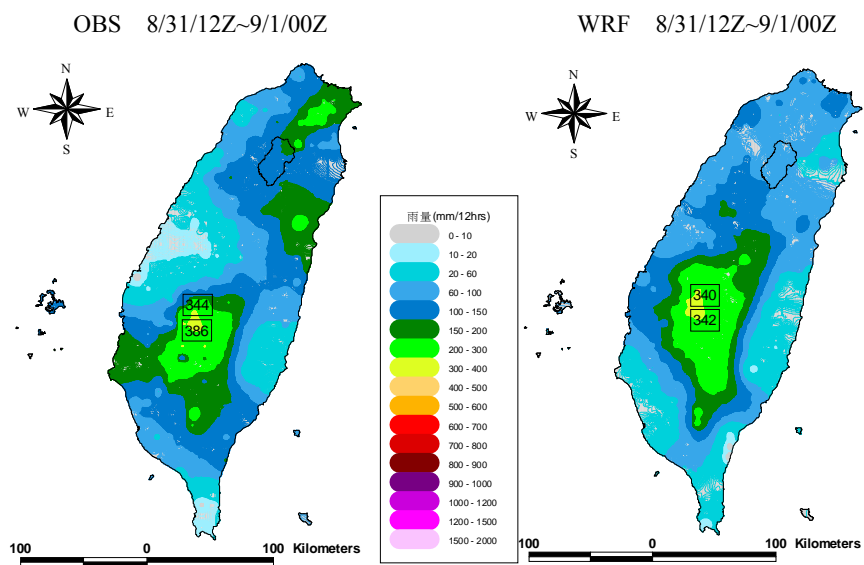 OBS 8/31/12Z~9/1/00Z
WRF 8/31/12Z~9/1/00Z
N
W E
S
N
W E
S
344
386
雨量(mm/12hrs)
0 - 10
10 - 20
20 - 60
60 - 100
100 - 150
150 - 200
200 - 300
300 - 400
400 - 500
500 - 600
600 - 700
700 - 800
800 - 900
900 - 1000
1000 - 1200
1200 - 1500
1500 - 2000
340
342
100 0 100 Kilometers
100 0 100 Kilometers